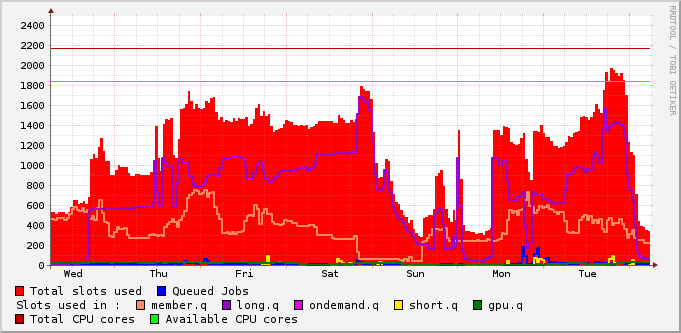 2400
2200
2000
1800
1600
1400
1200
1000
800
600
400
200
0
Wed Thu Fri Sat Sun Mon Tue
RRDTOOL / TOBI OETIKER
Total slots used Queued Jobs
Slots used in : member.q long.q ondemand.q short.q gpu.q
Total CPU cores Available CPU cores